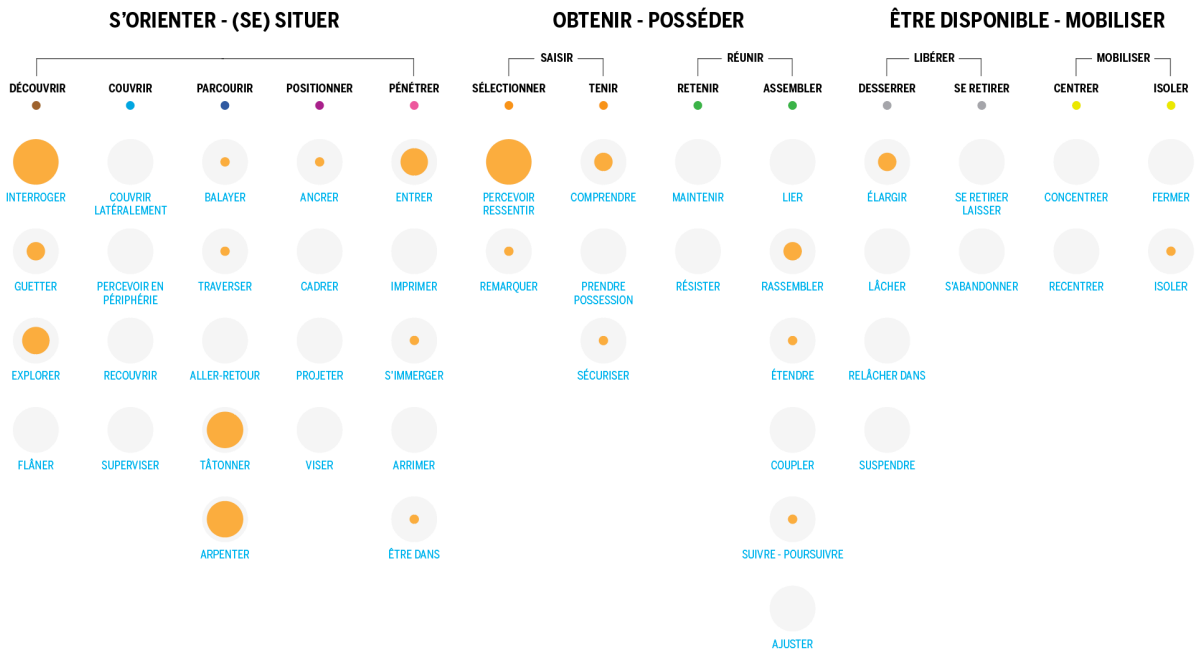 S'ORIENTER - (SE) SITUER
OBTENIR - POSSÉDER
ÊTRE DISPONIBLE - MOBILISER
SAISIR
RÉUNIR
LIBÉRER
MOBILISER
DÉCOUVRIR
COUVRIR
PARCOURIR
POSITIONNER
PÉNÉTRER
SÉLECTIONNER
TENIR
RETENIR
ASSEMBLER
DESSERRER
SE RETIRER
CENTRER
ISOLER
INTERROGER
COUVRIR
LATÉRALEMENT
BALAYER
ANCRER
ENTRER
PERCEVOIR
RESSENTIR
COMPRENDRE
MAINTENIR
LIER
ÉLARGIR
SE RETIRER
LAISSER
CONCENTRER
FERMER
GUETTER
PERCEVOIR EN
PÉRIPHÉRIE
TRAVERSER
CADRER
IMPRIMER
REMARQUER
PRENDRE
POSSESSION
RÉSISTER
RASSEMBLER
LÂCHER
S'ABANDONNER
RECENTRER
ISOLER
EXPLORER
RECOUVRIR
ALLER-RETOUR
PROJETER
S'IMMERGER
SÉCURISER
ÉTENDRE
RELÂCHER DANS
FLÂNER
SUPERVISER
TÂTONNER
VISER
ARRIMER
COUPLER
SUSPENDRE
ARPENTER
ÊTRE DANS
SUIVRE - POURSUIVRE
AJUSTER